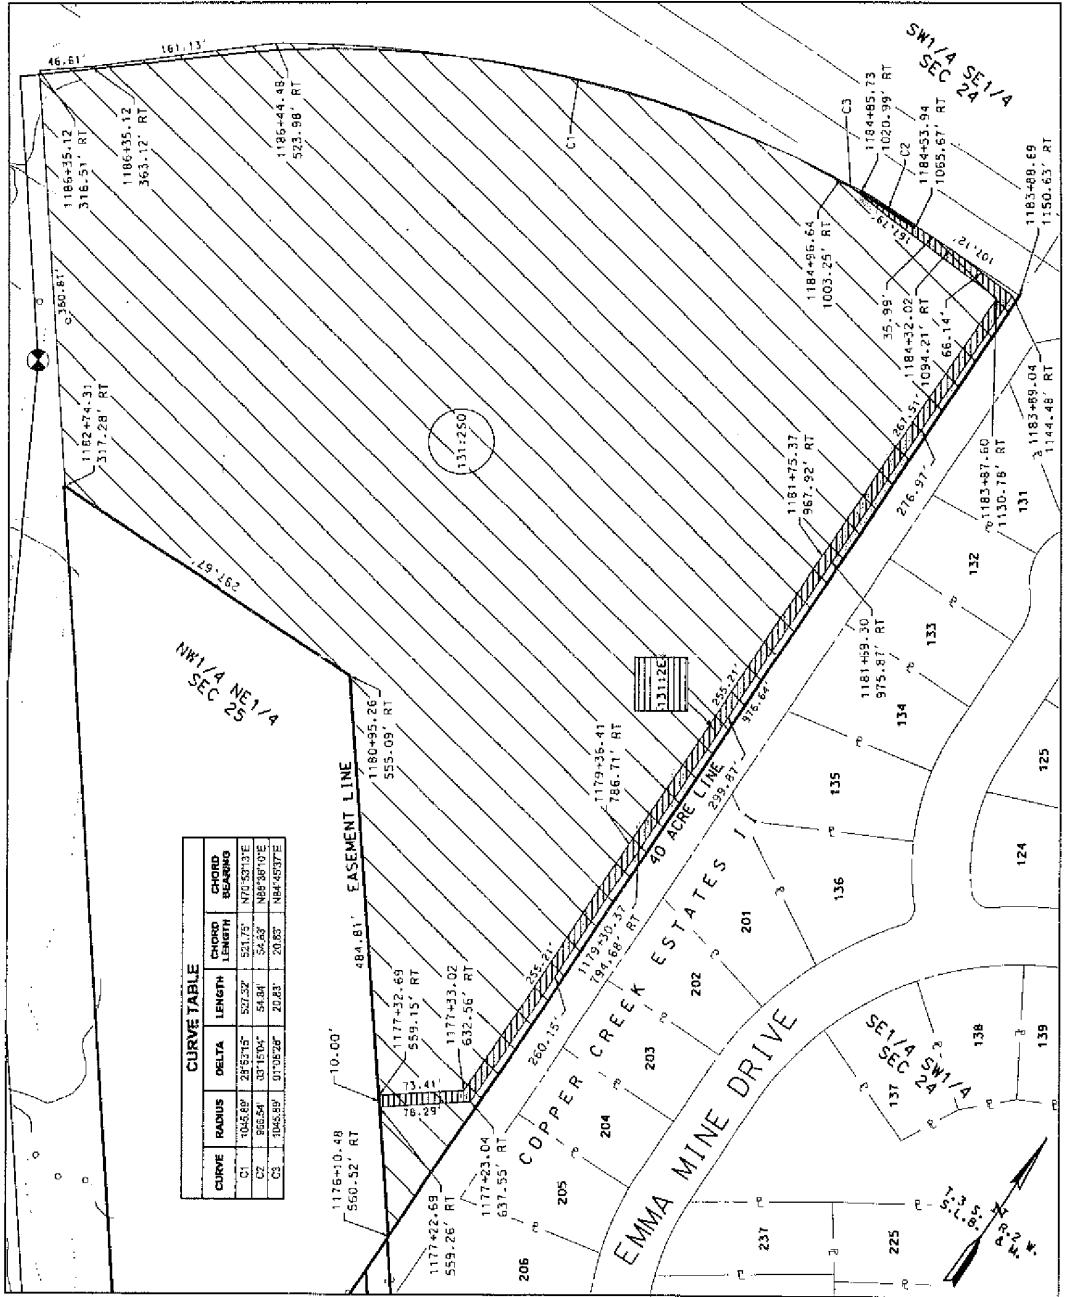 46.61'
161.13'
SW1/4 SE1/4
SEC 24
1186+35.12
316.51' RT
1186+35.12
363.12' RT
1186+44.48
523.98' RT
C1
C3
1184+85.73
1020.99' RT
C2
1184+53.94
1065.67' RT
1183+88.69
1150.63' RT
107.12'
1184+96.64
1003.25' RT
35.99'
1184+32.02
1094.21' RT
66.14'
360.81'
1182+74.31
317.28' RT
131:250
297.67'
NW1/4 NE1/4
SEC 25
1180+95.26
555.09' RT
1181+75.37
967.92' RT
267.51'
276.97'
1183+89.04
1144.48' RT
1183+87.60
1130.78' RT
131
132
133
134
1181+69.30
975.87' RT
131:2E
255.21'
976.64'
1179+36.41
786.71' RT
299.87'
40 ACRE LINE
135
125
136
124
EASEMENT LINE
484.81'
CURVE TABLE
CURVE RADIUS DELTA LENGTH CHORD LENGTH CHORD BEARING
C1 1045.89' 28°53'15" 527.32' 521.75' N70°53'13"E
C2 966.54' 03°15'04" 54.84' 54.83' N88°38'10"E
C3 1045.89' 01°08'28" 20.83' 20.83' N84°45'37"E
1179+30.37
794.68' RT
255.21'
260.15'
COPPER CREEK ESTATES 11
201
202
203
204
205
206
1177+32.69
559.15' RT
1177+33.02
632.56' RT
10.00'
73.41'
76.29'
1176+10.48
560.52' RT
1177+22.69
559.26' RT
1177+23.04
637.55' RT
EMMA MINE DRIVE
SE1/4 SW1/4
SEC 24
137
138
139
237
225
T.3 S. R.2 W.
S.L.B. & M.
N